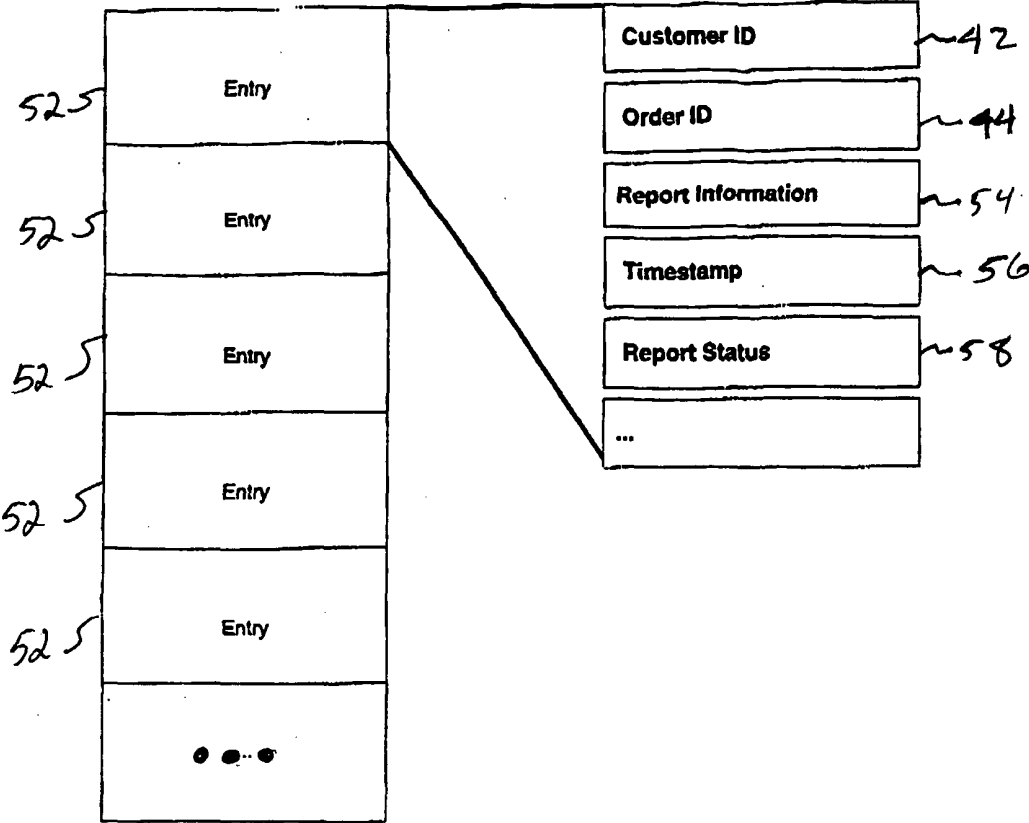 Customer ID
42
Order ID
44
Report Information
54
Timestamp
56
Report Status
58
...
52
Entry
52
Entry
52
Entry
52
Entry
52
Entry